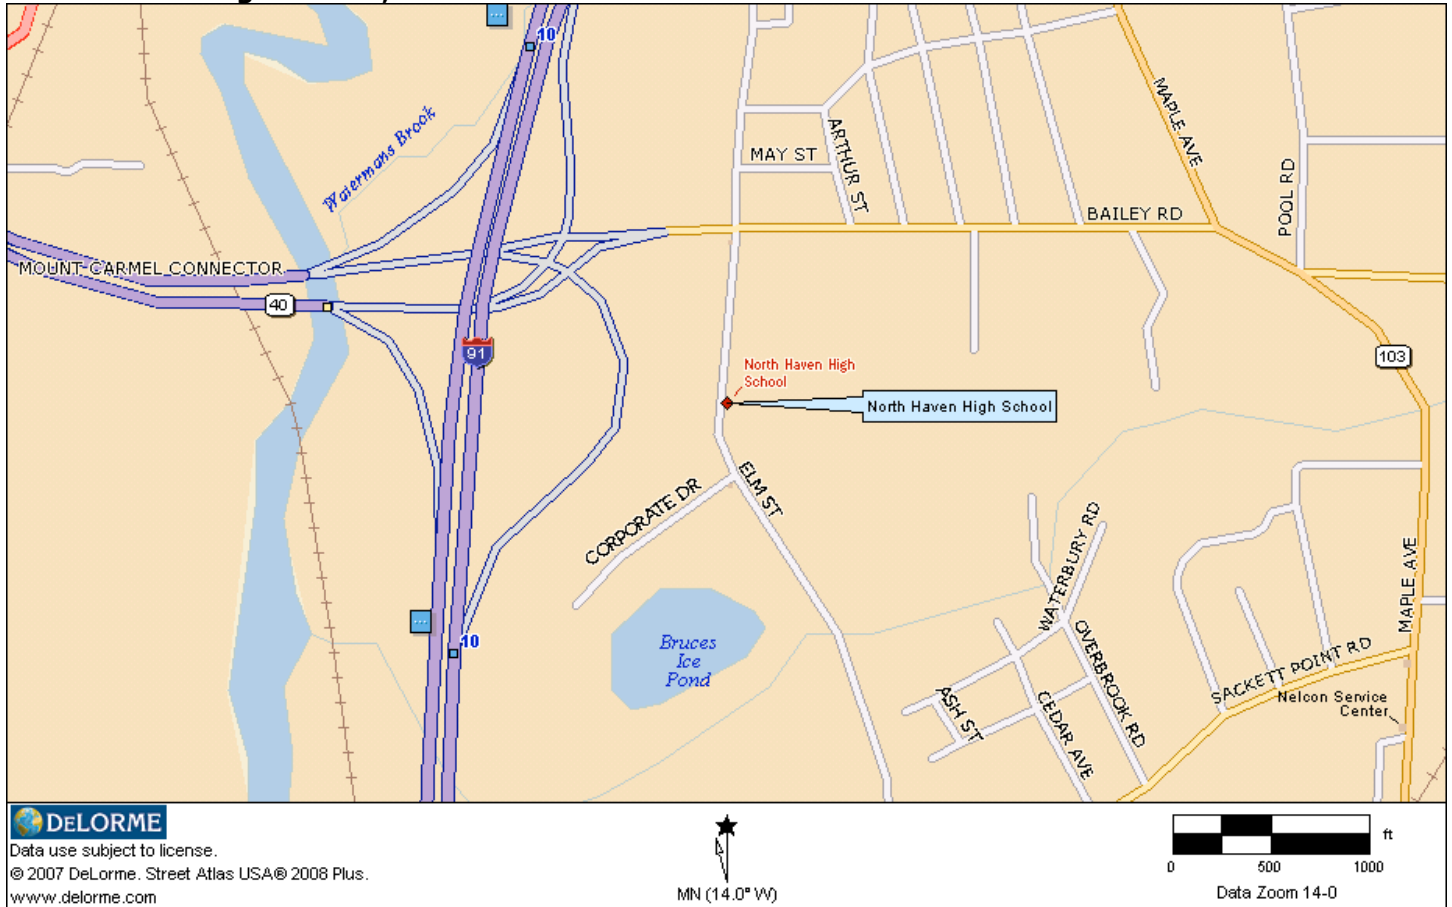 10
Watermans Brook
MAPLE AVE
ARTHUR ST
MAY ST
POOL RD
BAILEY RD
MOUNT CARMEL CONNECTOR
40
91
103
North Haven High
School
North Haven High School
ELM ST
CORPORATE DR
WATERBURY RD
OVERBROOK RD
MAPLE AVE
10
Bruces
Ice
Pond
SACKETT POINT RD
ASH ST
CEDAR AVE
Nelcon Service
Center
DELORME
Data use subject to license.
© 2007 DeLorme. Street Atlas USA® 2008 Plus.
www.delorme.com
MN (14.0° W)
ft
0 500 1000
Data Zoom 14-0